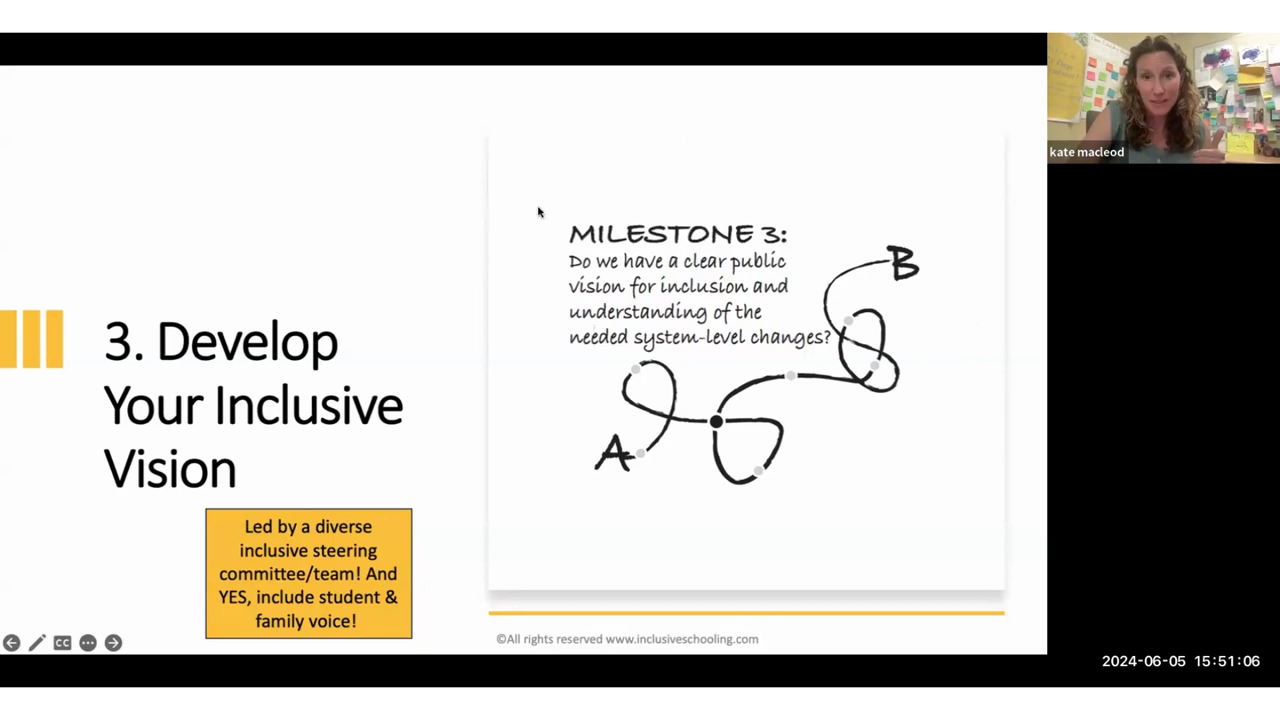 3. Develop
Your Inclusive
Vision
Led by a diverse
inclusive steering
committee/team! And
YES, include student &
family voice!
MILESTONE 3:
Do we have a clear public
vision for inclusion and
understanding of the
needed system-level changes?
A
B
©All rights reserved www.inclusiveschooling.com
CC
kate macleod
2024-06-05 15:51:06